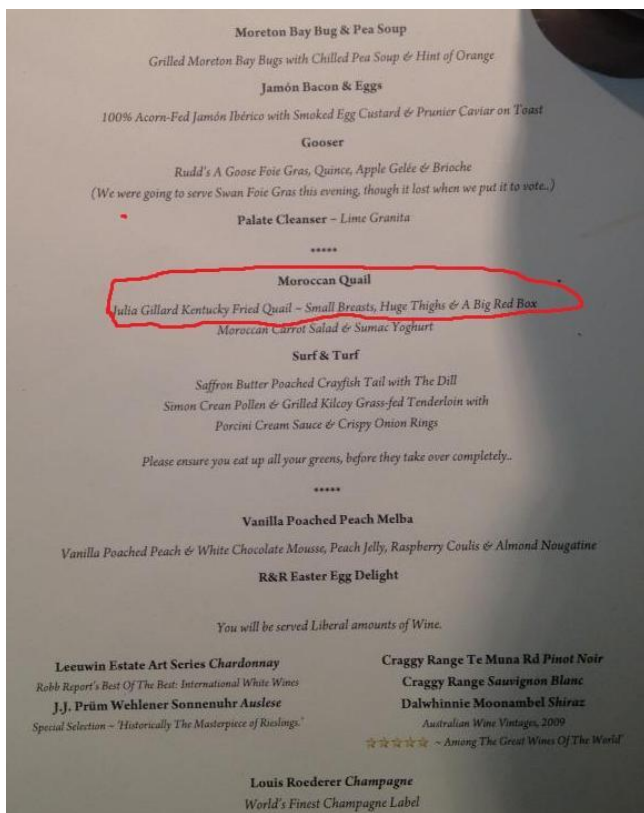 Moreton Bay Bug & Pea Soup
Grilled Moreton Bay Bugs with Chilled Pea Soup & Hint of Orange
Jamón Bacon & Eggs
100% Acorn-Fed Jamón Ibérico with Smoked Egg Custard & Prunier Caviar on Toast
Gooser
Rudd's A Goose Foie Gras, Quince, Apple Gelée & Brioche
(We were going to serve Swan Foie Gras this evening, though it lost when we put it to vote..)
Palate Cleanser ~ Lime Granita
*****
Moroccan Quail
Julia Gillard Kentucky Fried Quail ~ Small Breasts, Huge Thighs & A Big Red Box
Moroccan Carrot Salad & Sumac Yoghurt
Surf & Turf
Saffron Butter Poached Crayfish Tail with The Dill
Simon Crean Pollen & Grilled Kilcoy Grass-fed Tenderloin with
Porcini Cream Sauce & Crispy Onion Rings
Please ensure you eat up all your greens, before they take over completely..
*****
Vanilla Poached Peach Melba
Vanilla Poached Peach & White Chocolate Mousse, Peach Jelly, Raspberry Coulis & Almond Nougatine
R&R Easter Egg Delight
You will be served Liberal amounts of Wine.
Leeuwin Estate Art Series Chardonnay
Robb Report's Best Of The Best: International White Wines
J.J. Prüm Wehlener Sonnenuhr Auslese
Special Selection ~ 'Historically The Masterpiece of Rieslings.'
Craggy Range Te Muna Rd Pinot Noir
Craggy Range Sauvignon Blanc
Dalwhinnie Moonambel Shiraz
Australian Wine Vintages, 2009
☆☆☆☆☆ ~ Among The Great Wines Of The World'
Louis Roederer Champagne
World's Finest Champagne Label